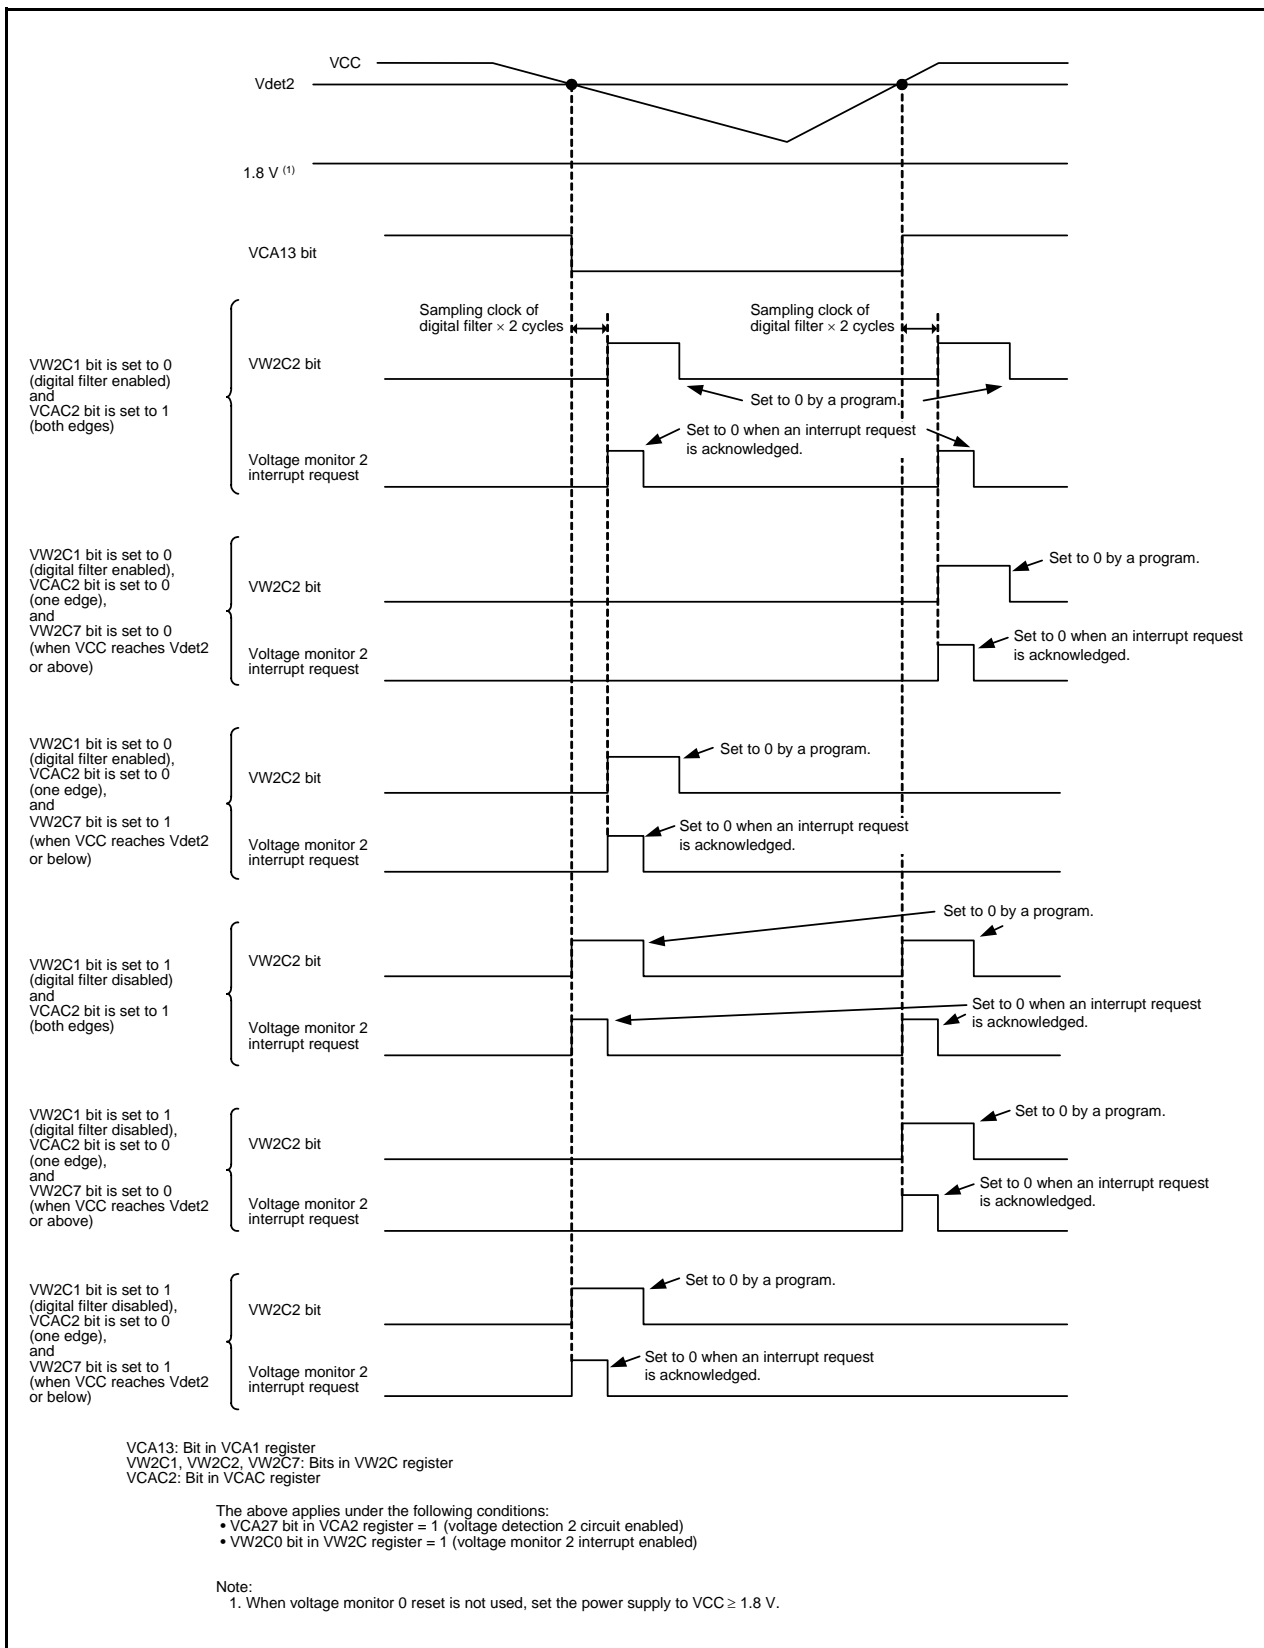 VCC
Vdet2
1.8 V (1)
VCA13 bit
Sampling clock of
digital filter × 2 cycles
Sampling clock of
digital filter × 2 cycles
VW2C1 bit is set to 0
(digital filter enabled)
and
VCAC2 bit is set to 1
(both edges)
VW2C2 bit
Set to 0 by a program.
Voltage monitor 2
interrupt request
Set to 0 when an interrupt request
is acknowledged.
VW2C1 bit is set to 0
(digital filter enabled),
VCAC2 bit is set to 0
(one edge),
and
VW2C7 bit is set to 0
(when VCC reaches Vdet2
or above)
VW2C2 bit
Set to 0 by a program.
Voltage monitor 2
interrupt request
Set to 0 when an interrupt request
is acknowledged.
VW2C1 bit is set to 0
(digital filter enabled),
VCAC2 bit is set to 0
(one edge),
and
VW2C7 bit is set to 1
(when VCC reaches Vdet2
or below)
VW2C2 bit
Set to 0 by a program.
Voltage monitor 2
interrupt request
Set to 0 when an interrupt request
is acknowledged.
VW2C1 bit is set to 1
(digital filter disabled)
and
VCAC2 bit is set to 1
(both edges)
VW2C2 bit
Set to 0 by a program.
Voltage monitor 2
interrupt request
Set to 0 when an interrupt request
is acknowledged.
VW2C1 bit is set to 1
(digital filter disabled),
VCAC2 bit is set to 0
(one edge),
and
VW2C7 bit is set to 0
(when VCC reaches Vdet2
or above)
VW2C2 bit
Set to 0 by a program.
Voltage monitor 2
interrupt request
Set to 0 when an interrupt request
is acknowledged.
VW2C1 bit is set to 1
(digital filter disabled),
VCAC2 bit is set to 0
(one edge),
and
VW2C7 bit is set to 1
(when VCC reaches Vdet2
or below)
VW2C2 bit
Set to 0 by a program.
Voltage monitor 2
interrupt request
Set to 0 when an interrupt request
is acknowledged.
VCA13: Bit in VCA1 register
VW2C1, VW2C2, VW2C7: Bits in VW2C register
VCAC2: Bit in VCAC register
The above applies under the following conditions:
• VCA27 bit in VCA2 register = 1 (voltage detection 2 circuit enabled)
• VW2C0 bit in VW2C register = 1 (voltage monitor 2 interrupt enabled)
Note:
1. When voltage monitor 0 reset is not used, set the power supply to VCC ≥ 1.8 V.